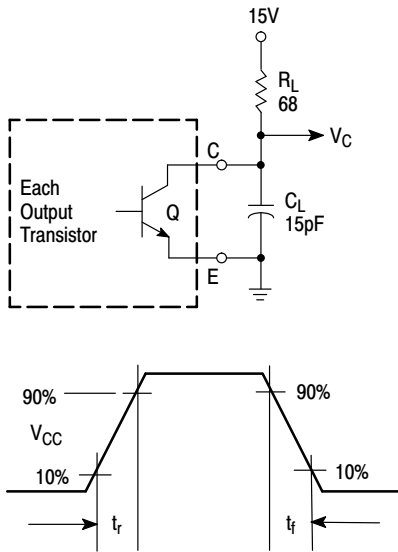 15V
R_L
68
V_C
C
Each
Output
Transistor
Q
C_L
15pF
E
90%
90%
V_CC
10%
10%
t_r
t_f